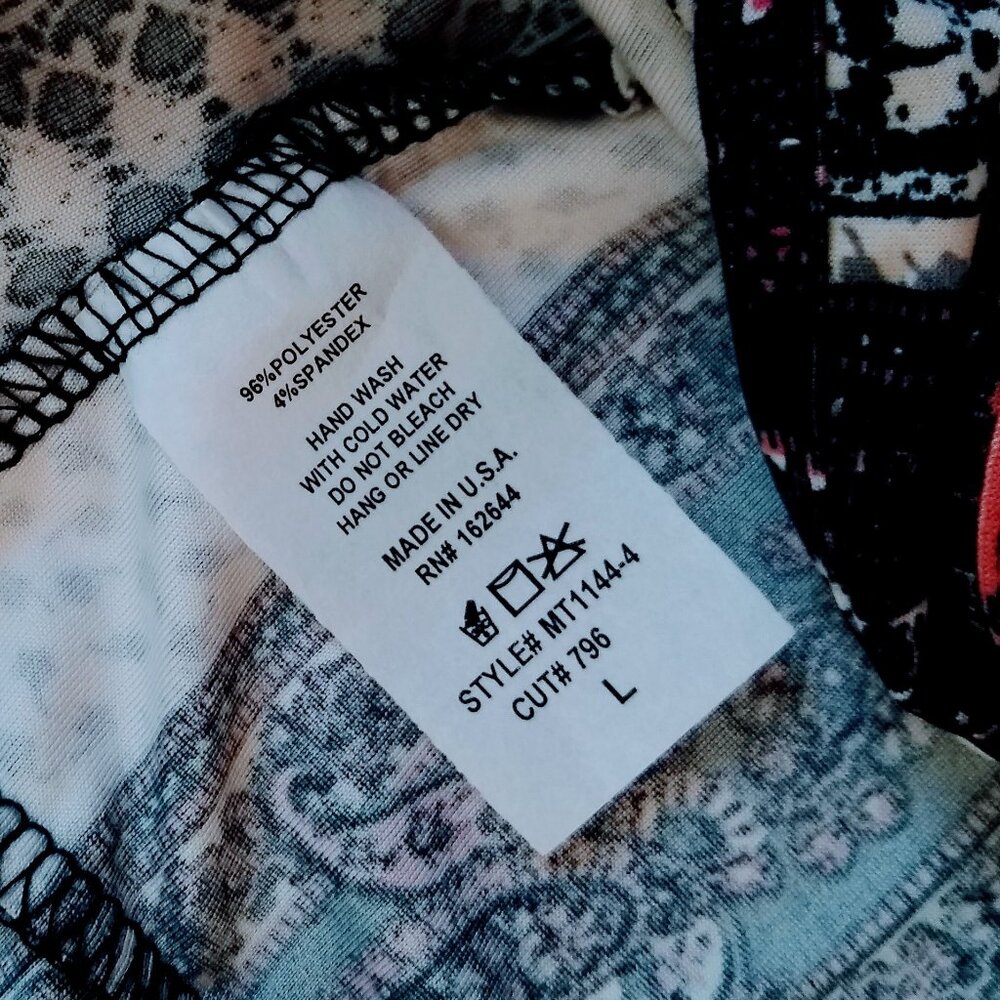 96%POLYESTER
4%SPANDEX
HAND WASH
WITH COLD WATER
DO NOT BLEACH
HANG OR LINE DRY
MADE IN U.S.A.
RN# 162644
STYLE# MT1144-4
CUT# 796
L